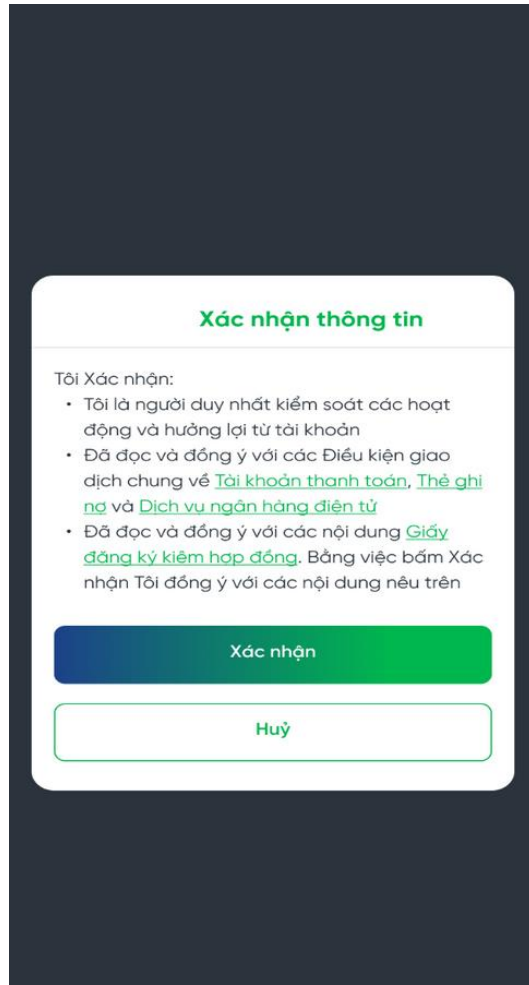 Xác nhận thông tin
Tôi Xác nhận:
• Tôi là người duy nhất kiểm soát các hoạt
động và hưởng lợi từ tài khoản
• Đã đọc và đồng ý với các Điều kiện giao
dịch chung về Tài khoản thanh toán, Thẻ ghi
nợ và Dịch vụ ngân hàng điện tử
• Đã đọc và đồng ý với các nội dung Giấy
đăng ký kiêm hợp đồng. Bằng việc bấm Xác
nhận Tôi đồng ý với các nội dung nêu trên
Xác nhận
Huỷ